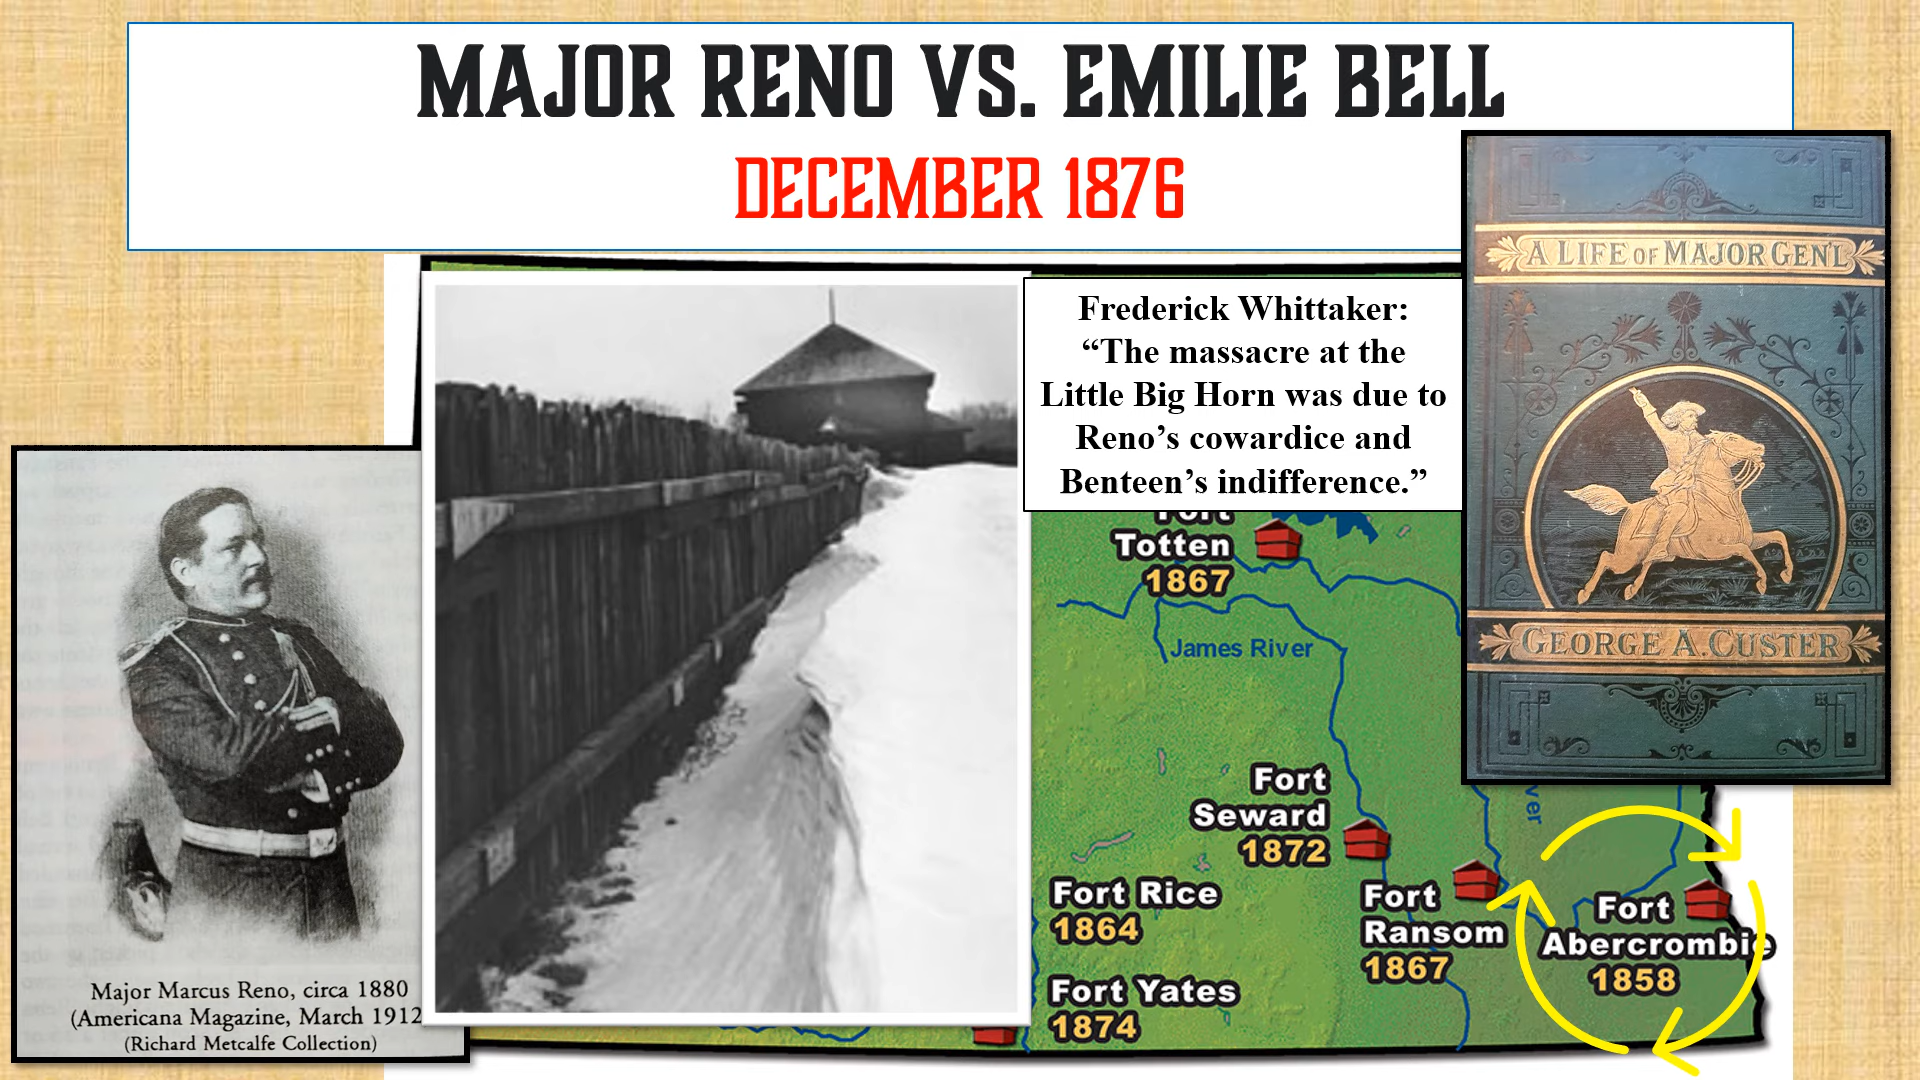 MAJOR RENO VS. EMILIE BELL
DECEMBER 1876
Frederick Whittaker:
“The massacre at the
Little Big Horn was due to
Reno’s cowardice and
Benteen’s indifference.”
A LIFE OF MAJOR GEN'L
GEORGE A. CUSTER
Fort
Totten
1867
James River
Fort
Seward
1872
Fort Rice
1864
Fort
Ransom
1867
Fort
Abercrombie
1858
Fort Yates
1874
Major Marcus Reno, circa 1880
(Americana Magazine, March 1912
(Richard Metcalfe Collection)